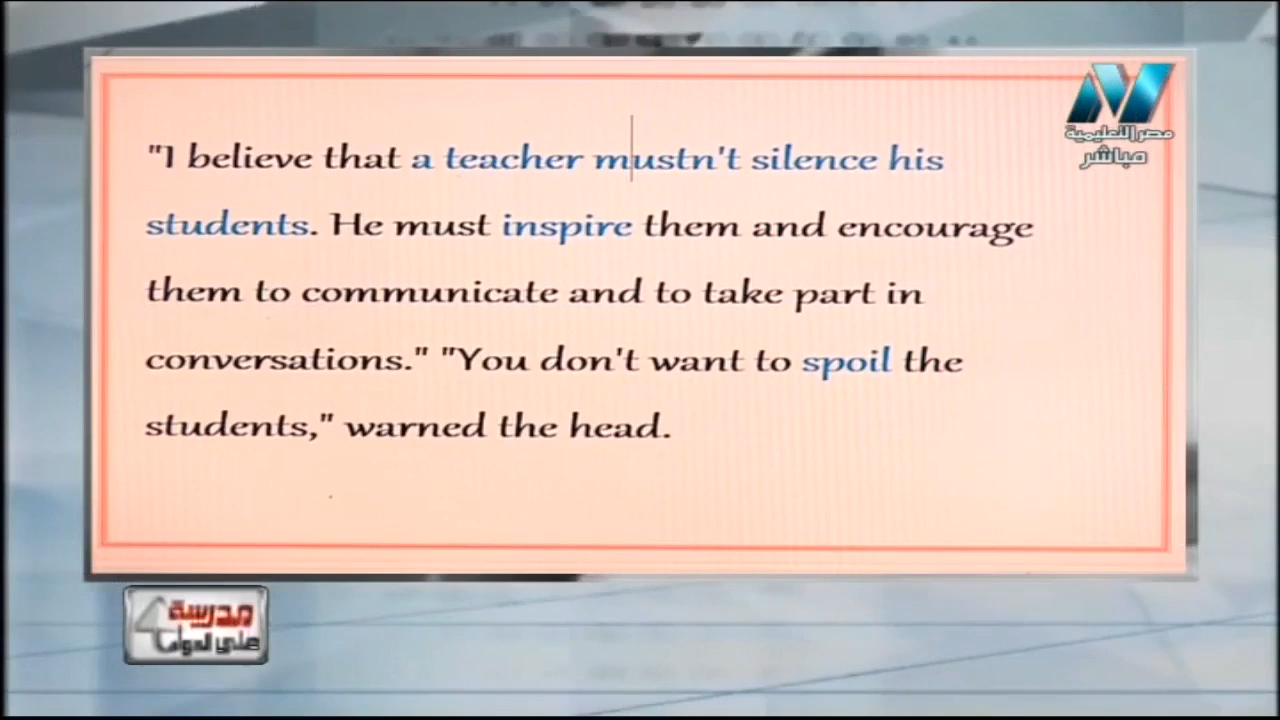 مصر التعليمية
مباشر
"I believe that a teacher mustn't silence his
students. He must inspire them and encourage
them to communicate and to take part in
conversations." "You don't want to spoil the
students," warned the head.
مدرسة
على الهواء